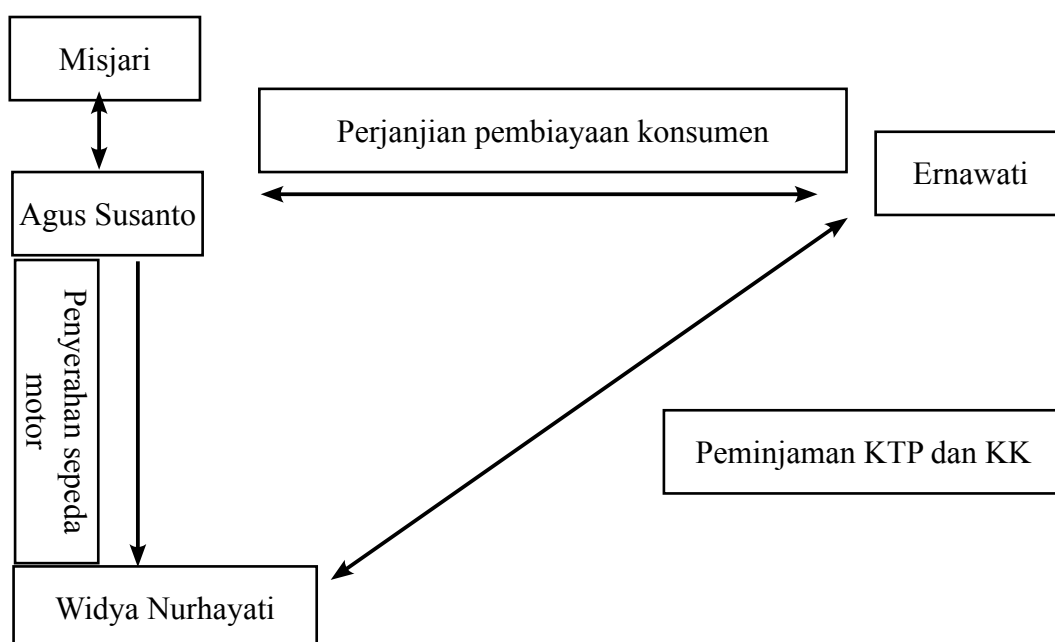 Misjari
Perjanjian pembiayaan konsumen
Ernawati
Agus Susanto
Penyerahan sepeda
motor
Peminjaman KTP dan KK
Widya Nurhayati